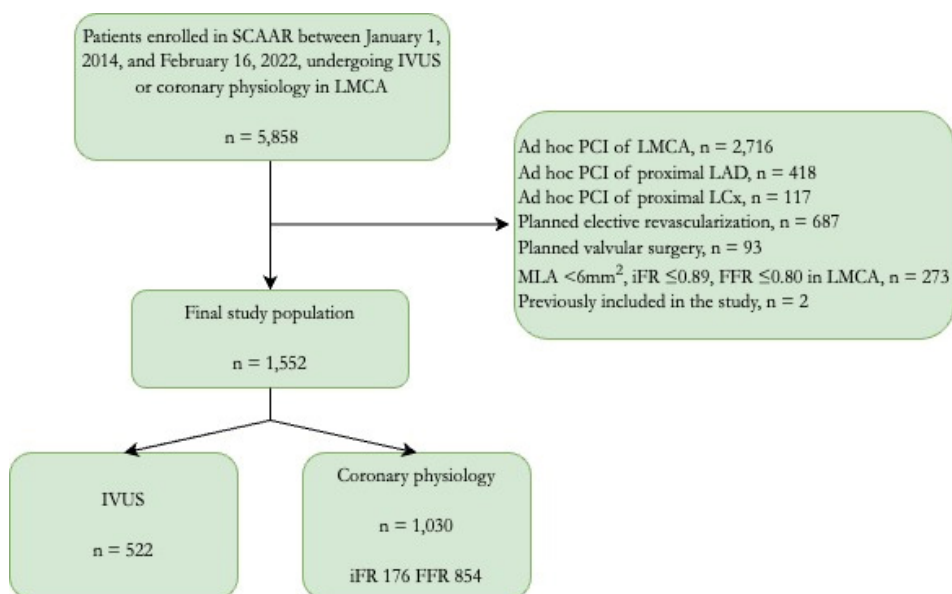 Patients enrolled in SCAAR between January 1,
2014, and February 16, 2022, undergoing IVUS
or coronary physiology in LMCA
n = 5,858
Ad hoc PCI of LMCA, n = 2,716
Ad hoc PCI of proximal LAD, n = 418
Ad hoc PCI of proximal LCx, n = 117
Planned elective revascularization, n = 687
Planned valvular surgery, n = 93
MLA <6mm², iFR ≤0.89, FFR ≤0.80 in LMCA, n = 273
Previously included in the study, n = 2
Final study population
n = 1,552
IVUS
n = 522
Coronary physiology
n = 1,030
iFR 176 FFR 854